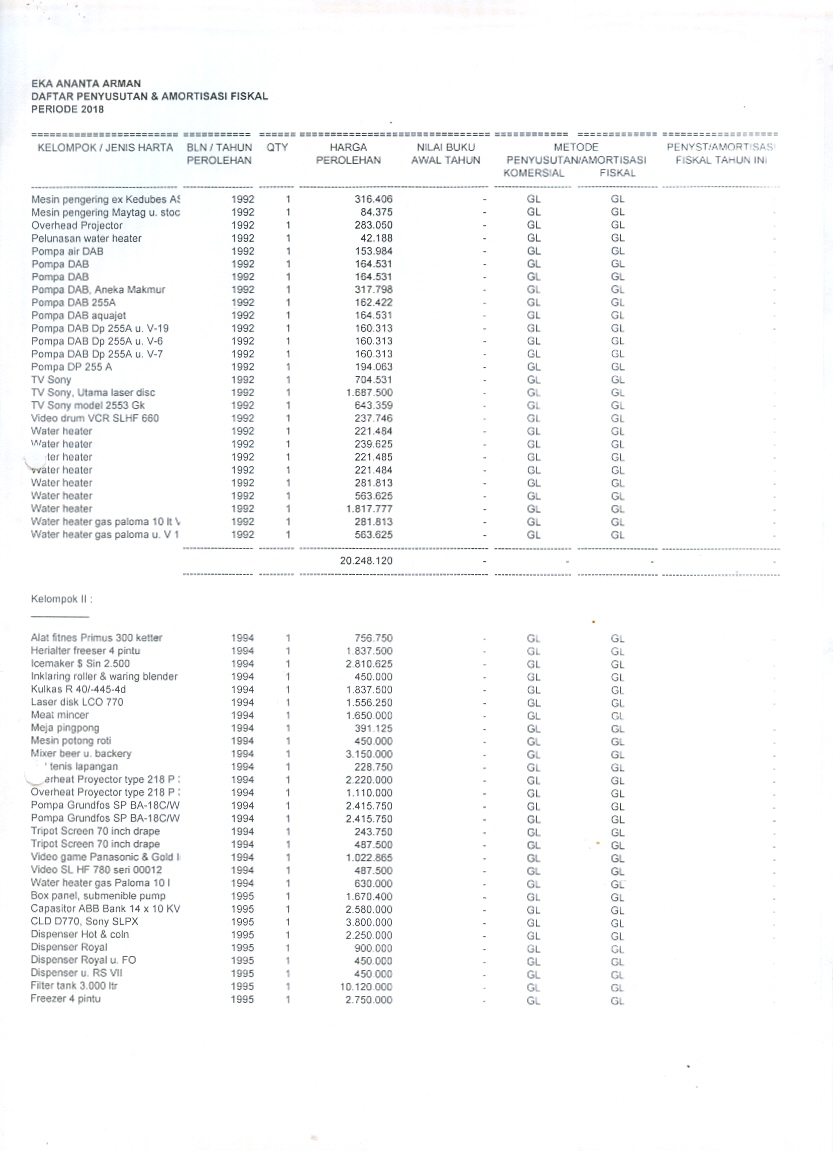 EKA ANANTA ARMAN
DAFTAR PENYUSUTAN & AMORTISASI FISKAL
PERIODE 2018
KELOMPOK / JENIS HARTA BLN / TAHUN QTY HARGA NILAI BUKU METODE PENYST/AMORTISASI
PEROLEHAN PEROLEHAN AWAL TAHUN PENYUSUTAN/AMORTISASI FISKAL TAHUN INI
KOMERSIAL FISKAL
Mesin pengering ex Kedubes AS 1992 1 316.406 - GL GL -
Mesin pengering Maytag u. stoc 1992 1 84.375 - GL GL -
Overhead Projector 1992 1 283.050 - GL GL -
Pelunasan water heater 1992 1 42.188 - GL GL -
Pompa air DAB 1992 1 153.984 - GL GL -
Pompa DAB 1992 1 164.531 - GL GL -
Pompa DAB 1992 1 164.531 - GL GL -
Pompa DAB, Aneka Makmur 1992 1 317.798 - GL GL -
Pompa DAB 255A 1992 1 162.422 - GL GL -
Pompa DAB aquajet 1992 1 164.531 - GL GL -
Pompa DAB Dp 255A u. V-19 1992 1 160.313 - GL GL -
Pompa DAB Dp 255A u. V-6 1992 1 160.313 - GL GL -
Pompa DAB Dp 255A u. V-7 1992 1 160.313 - GL GL -
Pompa DP 255 A 1992 1 194.063 - GL GL -
TV Sony 1992 1 704.531 - GL GL -
TV Sony, Utama laser disc 1992 1 1.687.500 - GL GL -
TV Sony model 2553 Gk 1992 1 643.359 - GL GL -
Video drum VCR SLHF 660 1992 1 237.746 - GL GL -
Water heater 1992 1 221.484 - GL GL -
Water heater 1992 1 239.625 - GL GL -
ter heater 1992 1 221.485 - GL GL -
Water heater 1992 1 221.484 - GL GL -
Water heater 1992 1 281.813 - GL GL -
Water heater 1992 1 563.625 - GL GL -
Water heater 1992 1 1.817.777 - GL GL -
Water heater gas paloma 10 lt V 1992 1 281.813 - GL GL -
Water heater gas paloma u. V 1 1992 1 563.625 - GL GL -
20.248.120 - - - -
Kelompok II :
Alat fitnes Primus 300 ketter 1994 1 756.750 - GL GL -
Herialter freeser 4 pintu 1994 1 1.837.500 - GL GL -
Icemaker $ Sin 2.500 1994 1 2.810.625 - GL GL -
Inklaring roller & waring blender 1994 1 450.000 - GL GL -
Kulkas R 40/-445-4d 1994 1 1.837.500 - GL GL -
Laser disk LCO 770 1994 1 1.556.250 - GL GL -
Meat mincer 1994 1 1.650.000 - GL GL -
Meja pingpong 1994 1 391.125 - GL GL -
Mesin potong roti 1994 1 450.000 - GL GL -
Mixer beer u. backery 1994 1 3.150.000 - GL GL -
tenis lapangan 1994 1 228.750 - GL GL -
erheat Proyector type 218 P 1994 1 2.220.000 - GL GL -
Overheat Proyector type 218 P 1994 1 1.110.000 - GL GL -
Pompa Grundfos SP BA-18C/W 1994 1 2.415.750 - GL GL -
Pompa Grundfos SP BA-18C/W 1994 1 2.415.750 - GL GL -
Tripot Screen 70 inch drape 1994 1 243.750 - GL GL -
Tripot Screen 70 inch drape 1994 1 487.500 - GL GL -
Video game Panasonic & Gold 1994 1 1.022.865 - GL GL -
Video SL HF 780 seri 00012 1994 1 487.500 - GL GL -
Water heater gas Paloma 10 l 1994 1 630.000 - GL GL -
Box panel, submenible pump 1995 1 1.670.400 - GL GL -
Capasitor ABB Bank 14 x 10 KV 1995 1 2.580.000 - GL GL -
CLD D770, Sony SLPX 1995 1 3.800.000 - GL GL -
Dispenser Hot & coln 1995 1 2.250.000 - GL GL -
Dispenser Royal 1995 1 900.000 - GL GL -
Dispenser Royal u. FO 1995 1 450.000 - GL GL -
Dispenser u. RS VII 1995 1 450.000 - GL GL -
Filter tank 3.000 ltr 1995 1 10.120.000 - GL GL -
Freezer 4 pintu 1995 1 2.750.000 - GL GL -